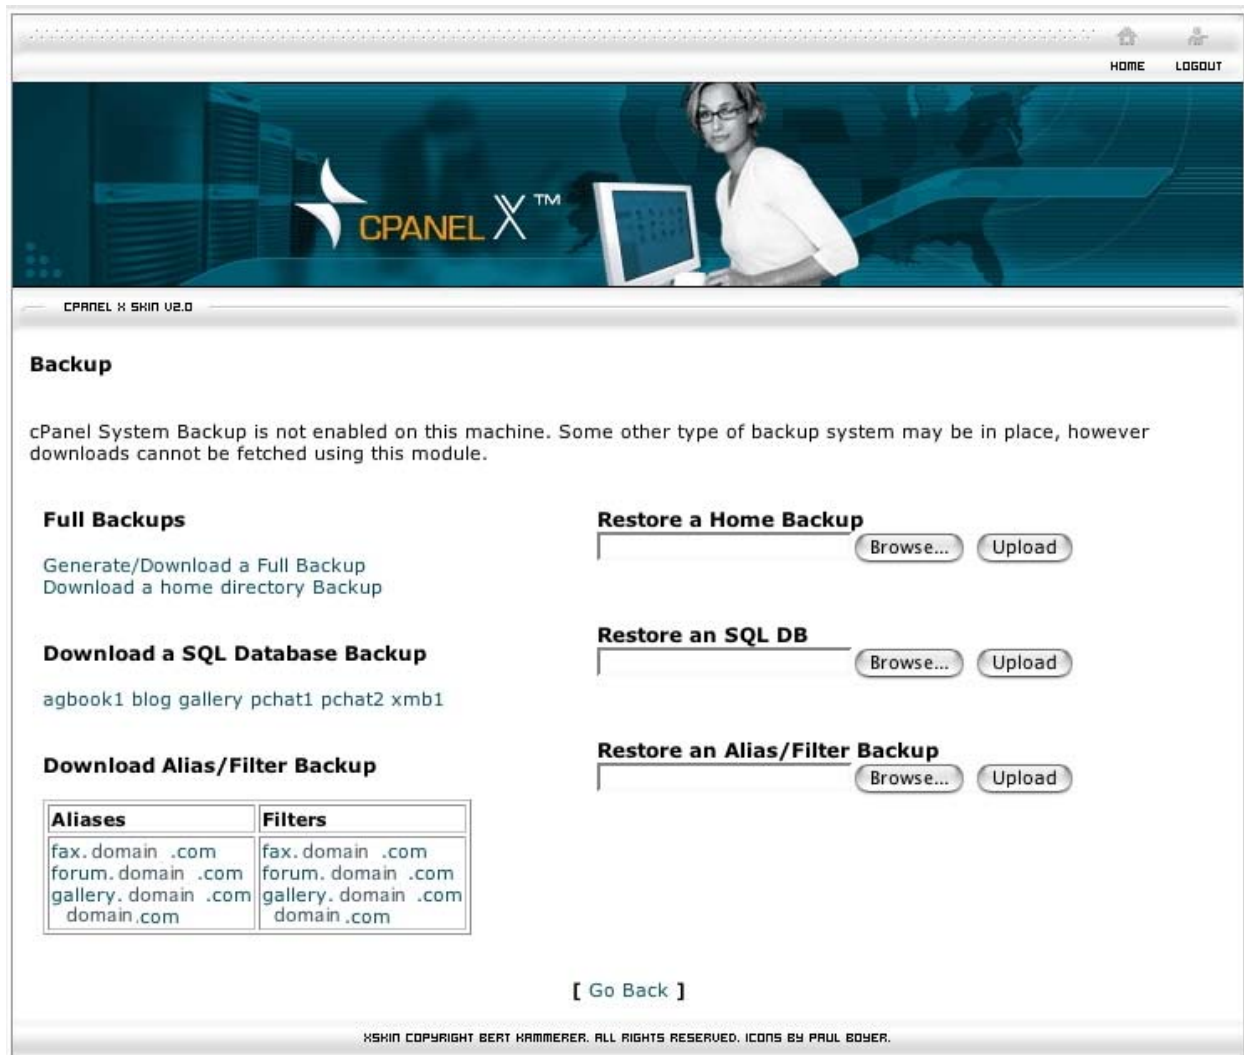 HOME LOGOUT
CPANEL X ™
CPANEL X SKIN V2.0
Backup
cPanel System Backup is not enabled on this machine. Some other type of backup system may be in place, however
downloads cannot be fetched using this module.
Full Backups
Generate/Download a Full Backup
Download a home directory Backup
Download a SQL Database Backup
agbook1 blog gallery pchat1 pchat2 xmb1
Download Alias/Filter Backup
Aliases Filters
fax. domain .com fax. domain .com
forum. domain .com forum. domain .com
gallery. domain .com gallery. domain .com
domain .com domain .com
Restore a Home Backup
Browse... Upload
Restore an SQL DB
Browse... Upload
Restore an Alias/Filter Backup
Browse... Upload
[ Go Back ]
XSKIN COPYRIGHT BERT KAMMERER. ALL RIGHTS RESERVED. ICONS BY PAUL BOYER.